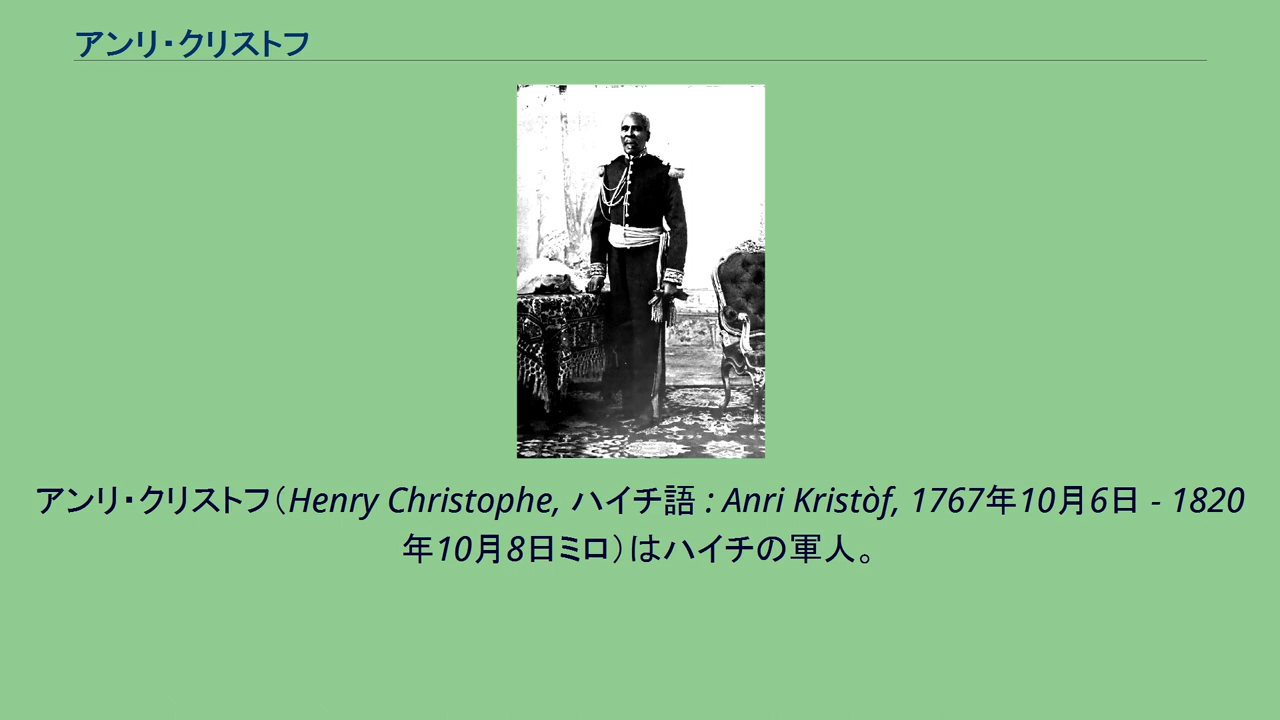 アンリ・クリストフ
アンリ・クリストフ（Henry Christophe, ハイチ語 : Anri Kristòf, 1767年10月6日 - 1820
年10月8日ミロ）はハイチの軍人。